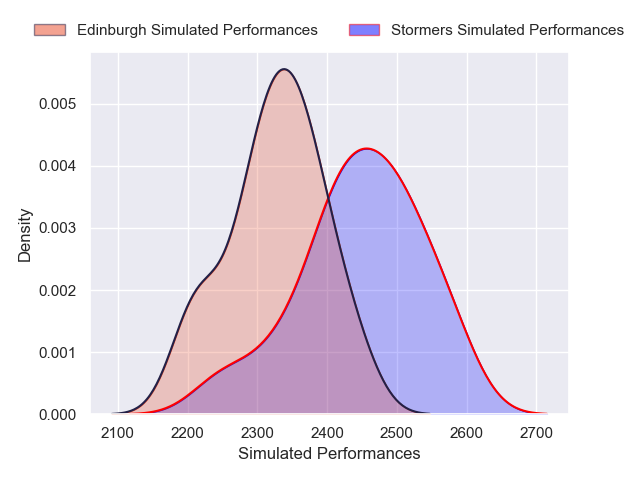 Edinburgh Simulated Performances Stormers Simulated Performances
0.005
0.004
0.003
0.002
0.001
0.000
Density
2100 2200 2300 2400 2500 2600 2700
Simulated Performances